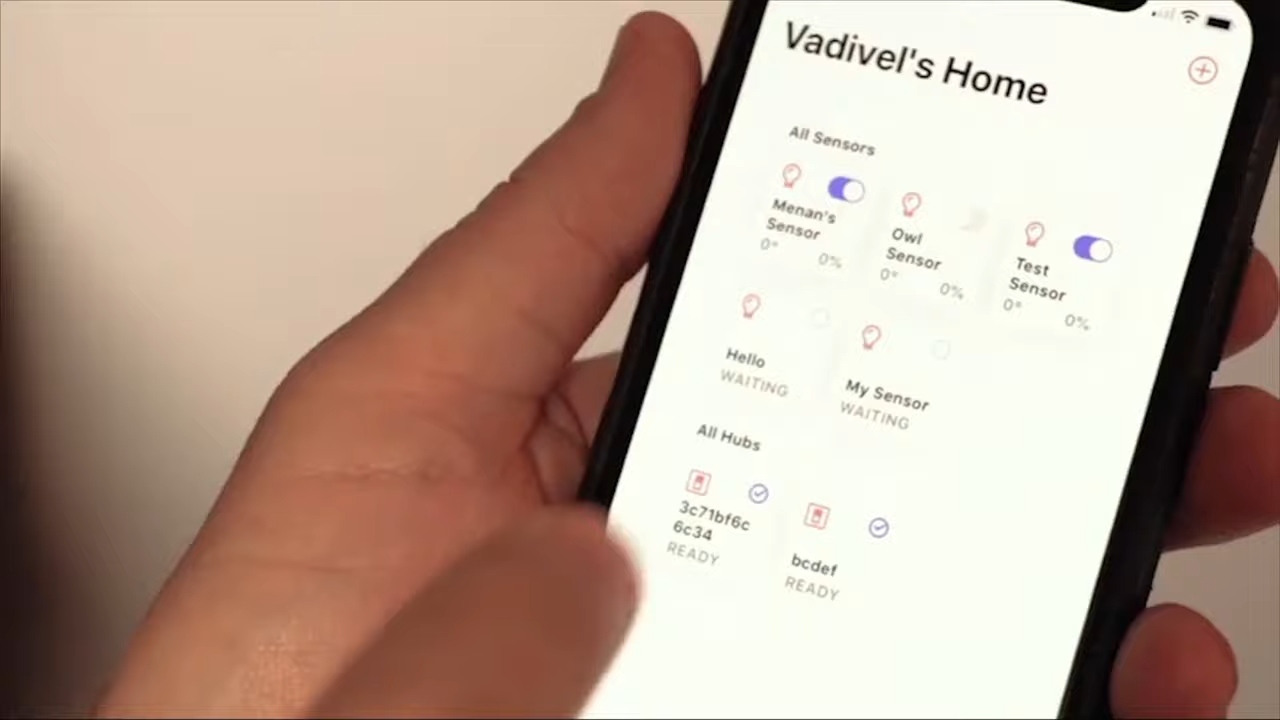 Vadivel's Home
All Sensors
Menan's
Sensor
0° 0%
Owl
Sensor
0° 0%
Test
Sensor
0° 0%
Hello
WAITING
My Sensor
WAITING
All Hubs
3c71bf6c
6c34
READY
bcdef
READY